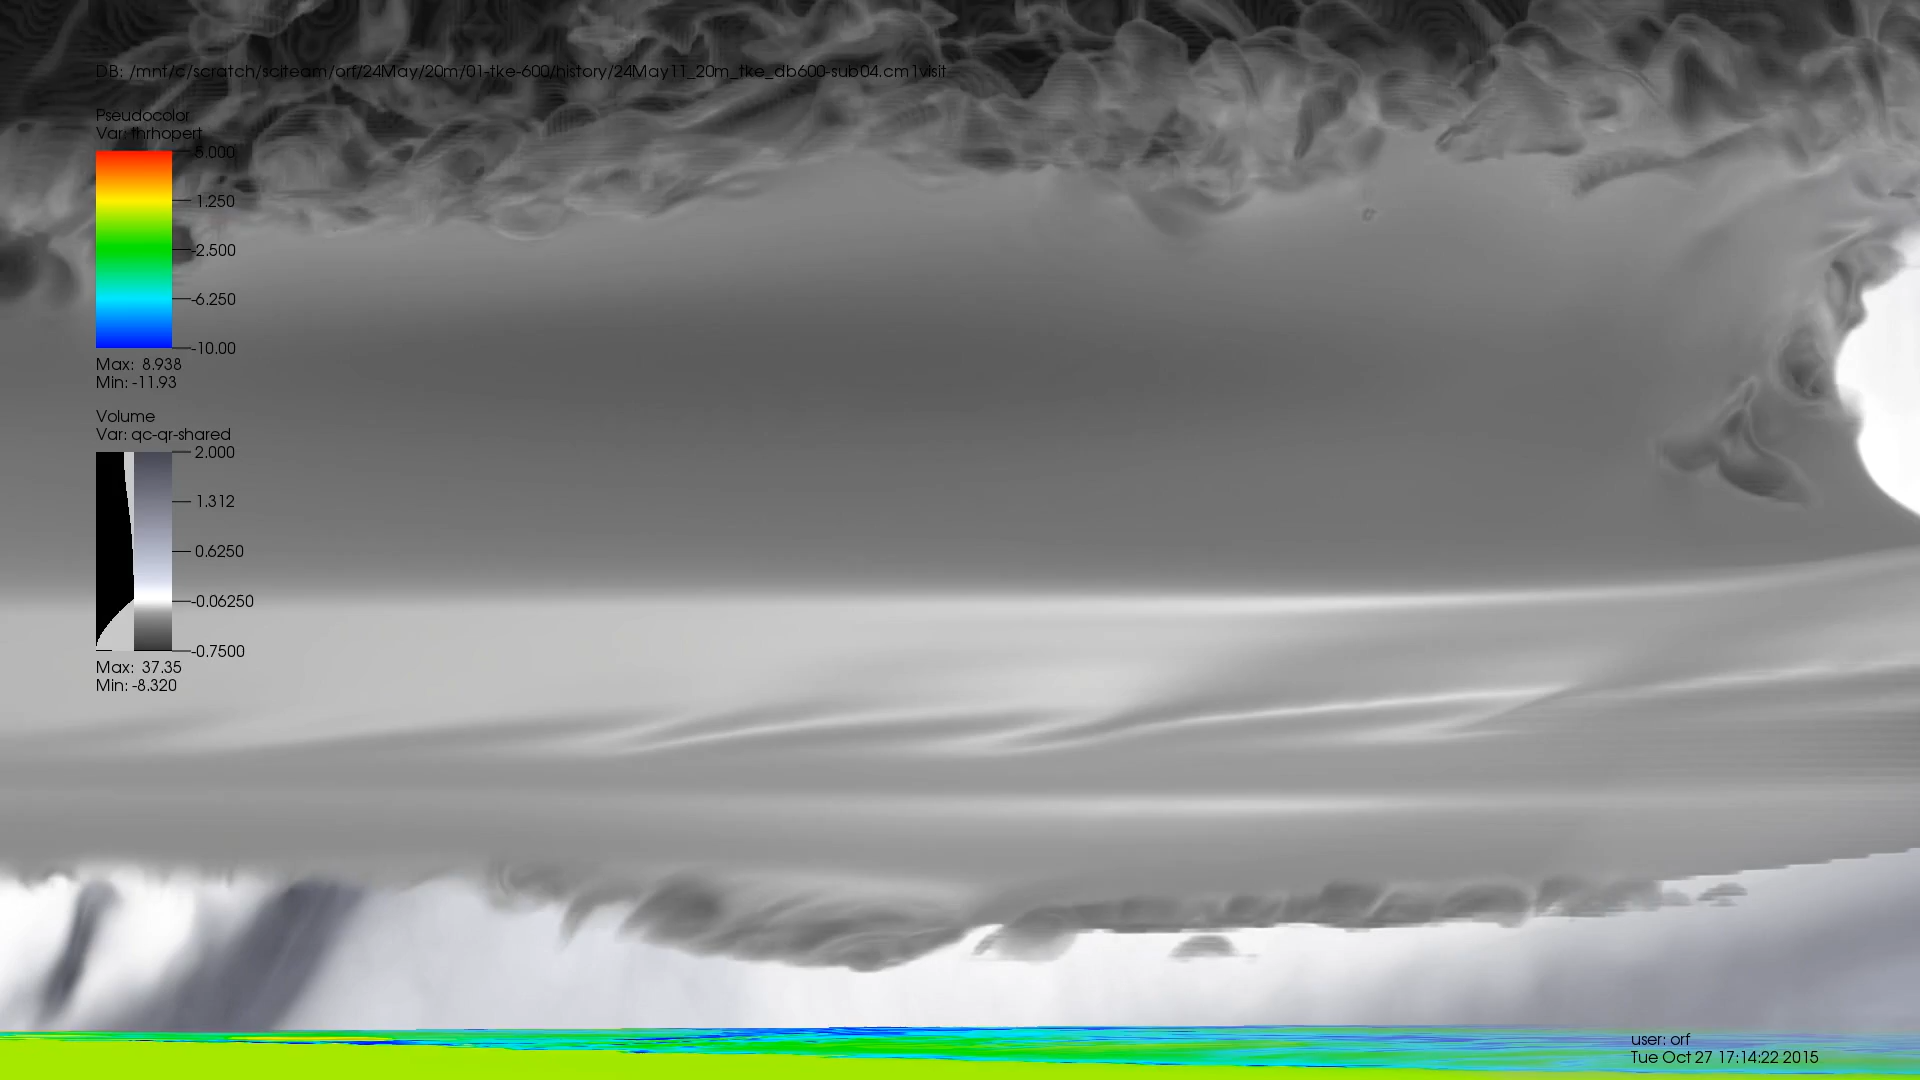 DB: /mnt/c/scratch/sciteam/orf/24May/20m/01-tke-600/history/24May11_20m_tke_db600-sub04.cm1visit
Pseudocolor
Var: thrhopert
5.000
1.250
-2.500
-6.250
-10.00
Max: 8.938
Min: -11.93
Volume
Var: qc-qr-shared
2.000
1.312
0.6250
-0.06250
-0.7500
Max: 37.35
Min: -8.320
user: orf
Tue Oct 27 17:14:22 2015